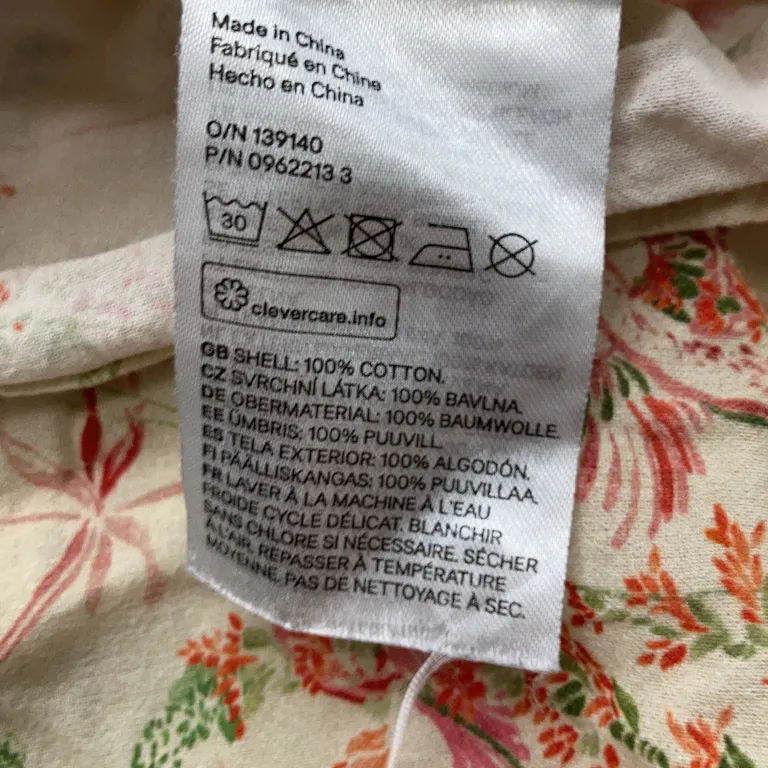 Made in China
Fabriqué en Chine
Hecho en China
O/N 139140
P/N 0962213 3
30
clevercare.info
GB SHELL: 100% COTTON.
CZ SVRCHNÍ LÁTKA: 100% BAVLNA.
DE OBERMATERIAL: 100% BAUMWOLLE.
EE ÜMBRIS: 100% PUUVILL.
ES TELA EXTERIOR: 100% ALGODÓN.
FI PÄÄLLISKANGAS: 100% PUUVILLAA.
FR LAVER À LA MACHINE À L'EAU
FROIDE CYCLE DÉLICAT. BLANCHIR
SANS CHLORE SI NÉCESSAIRE. SÉCHER
À L'AIR. REPASSER À TEMPÉRATURE
MOYENNE. PAS DE NETTOYAGE À SEC.